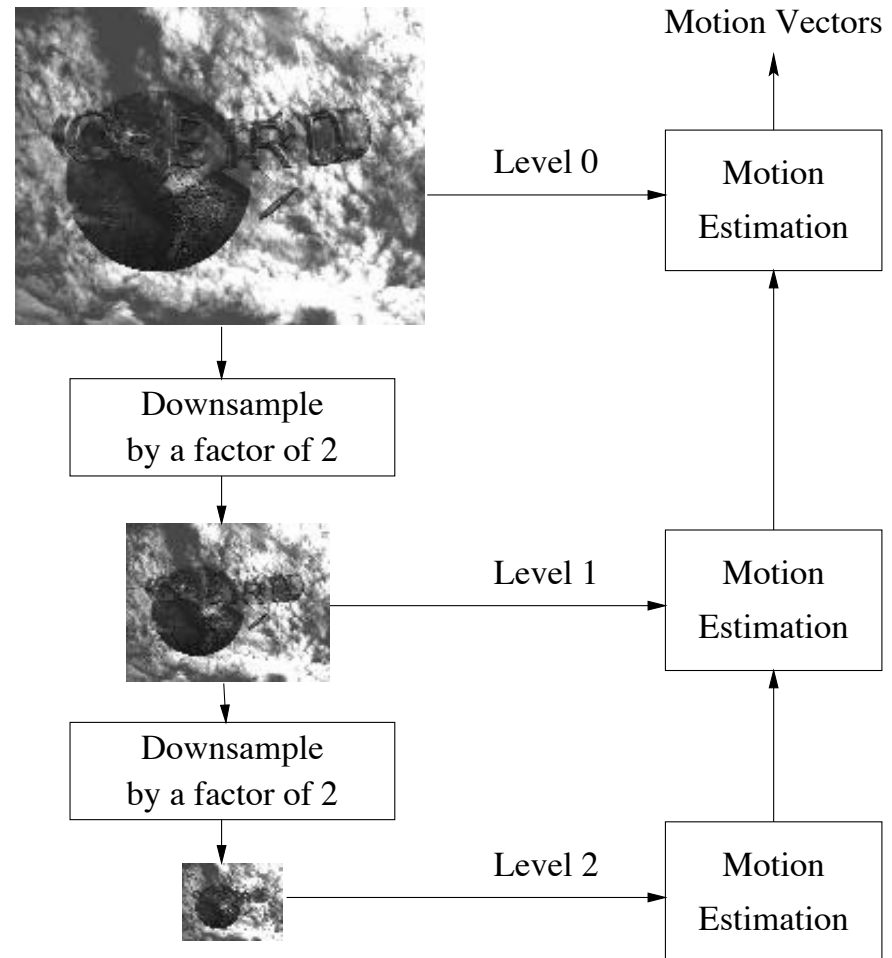 Motion Vectors
Level 0
Motion
Estimation
Downsample
by a factor of 2
Level 1
Motion
Estimation
Downsample
by a factor of 2
Level 2
Motion
Estimation